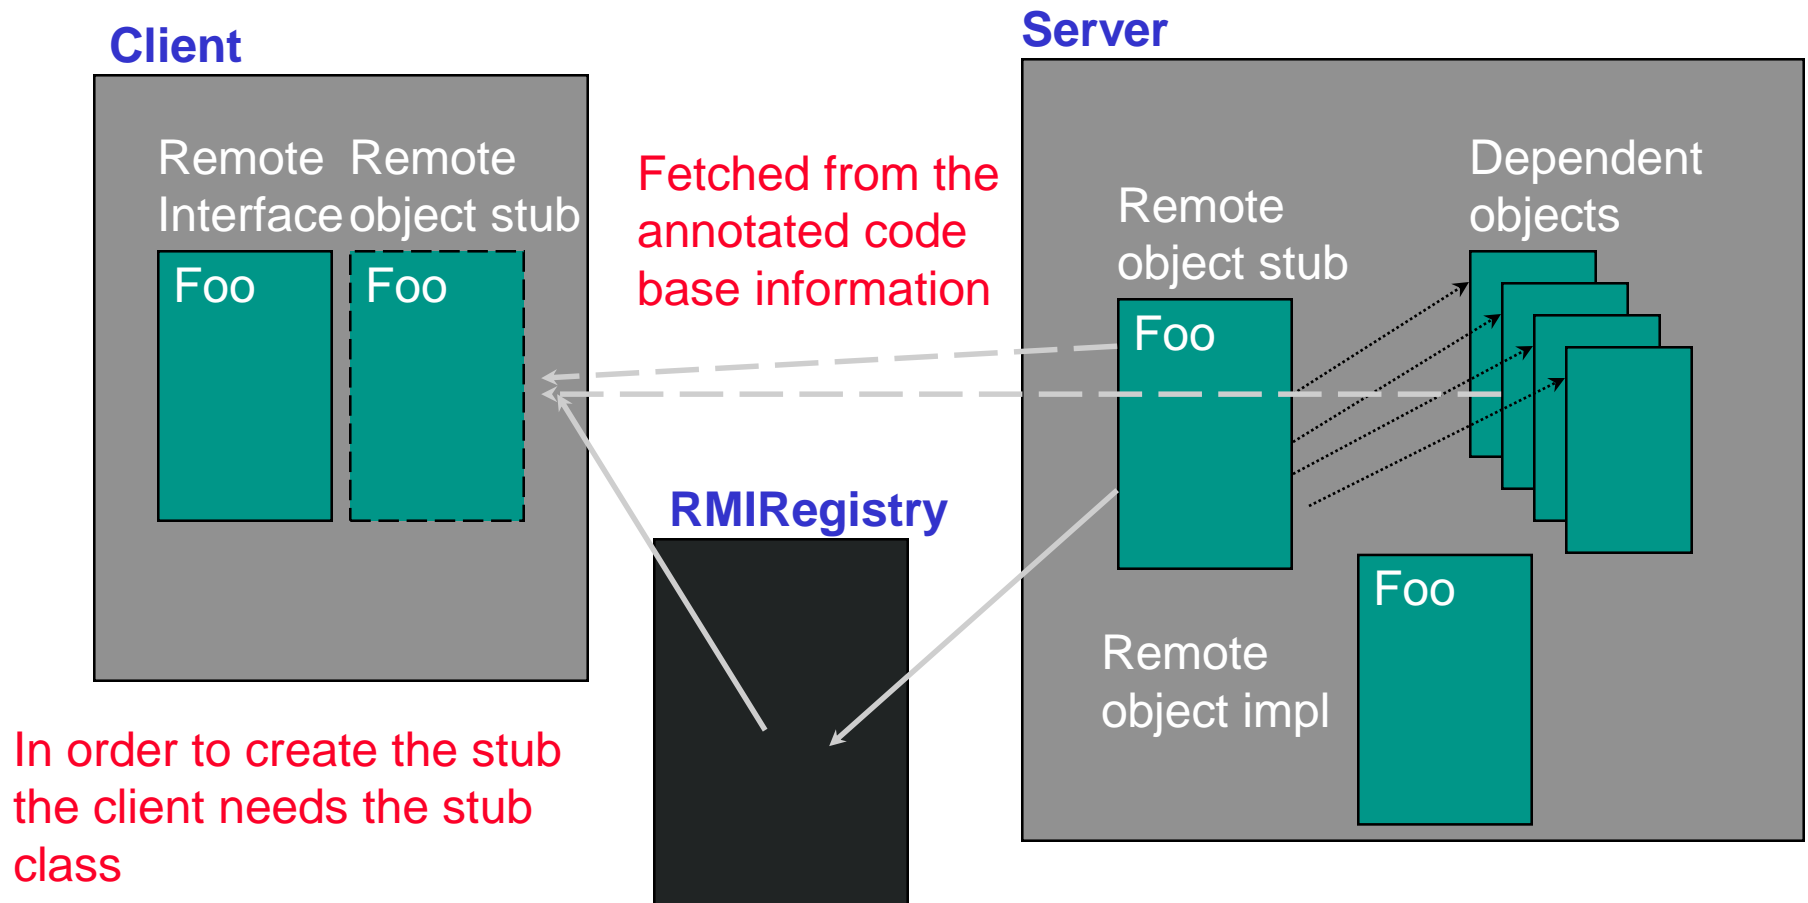 Client
Server
Remote
Interface
Remote
object stub
Foo
Foo
Fetched from the
annotated code
base information
Remote
object stub
Foo
Dependent
objects
RMIRegistry
Foo
Remote
object impl
In order to create the stub
the client needs the stub
class